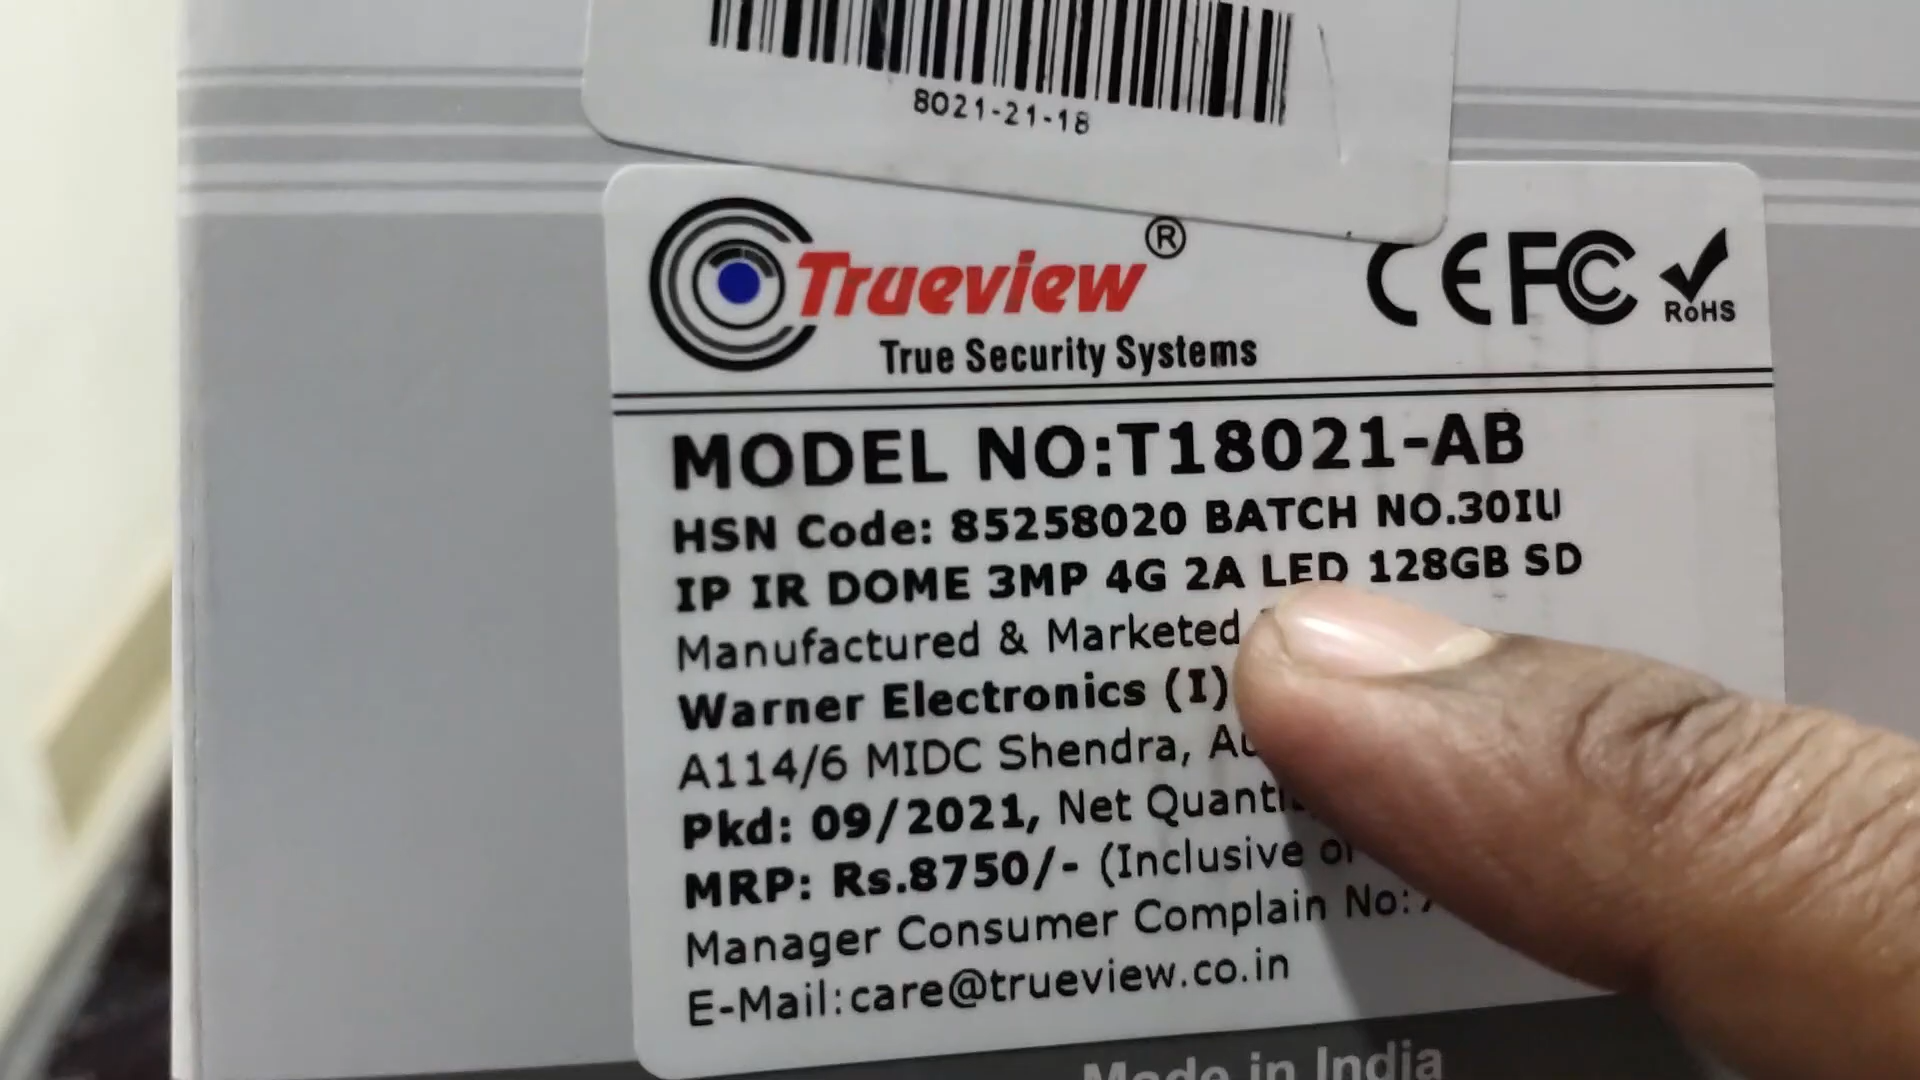 8021-21-18
Trueview®
True Security Systems
CE FC RoHS
MODEL NO:T18021-AB
HSN Code: 85258020 BATCH NO.30IU
IP IR DOME 3MP 4G 2A LED 128GB SD
Manufactured & Marketed
Warner Electronics (I)
A114/6 MIDC Shendra,
Pkd: 09/2021, Net
MRP: Rs.8750/- (Inclusive
Manager Consumer Complain No:
E-Mail:care@trueview.co.in
Made in India